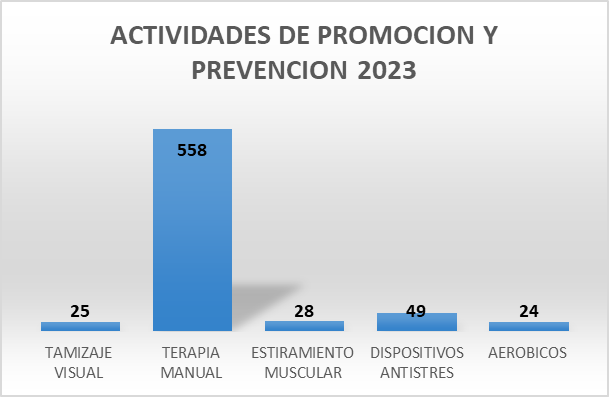 ACTIVIDADES DE PROMOCION Y
PREVENCION 2023
25
558
28
49
24
TAMIZAJE
VISUAL
TERAPIA
MANUAL
ESTIRAMIENTO
MUSCULAR
DISPOSITIVOS
ANTISTRES
AEROBICOS